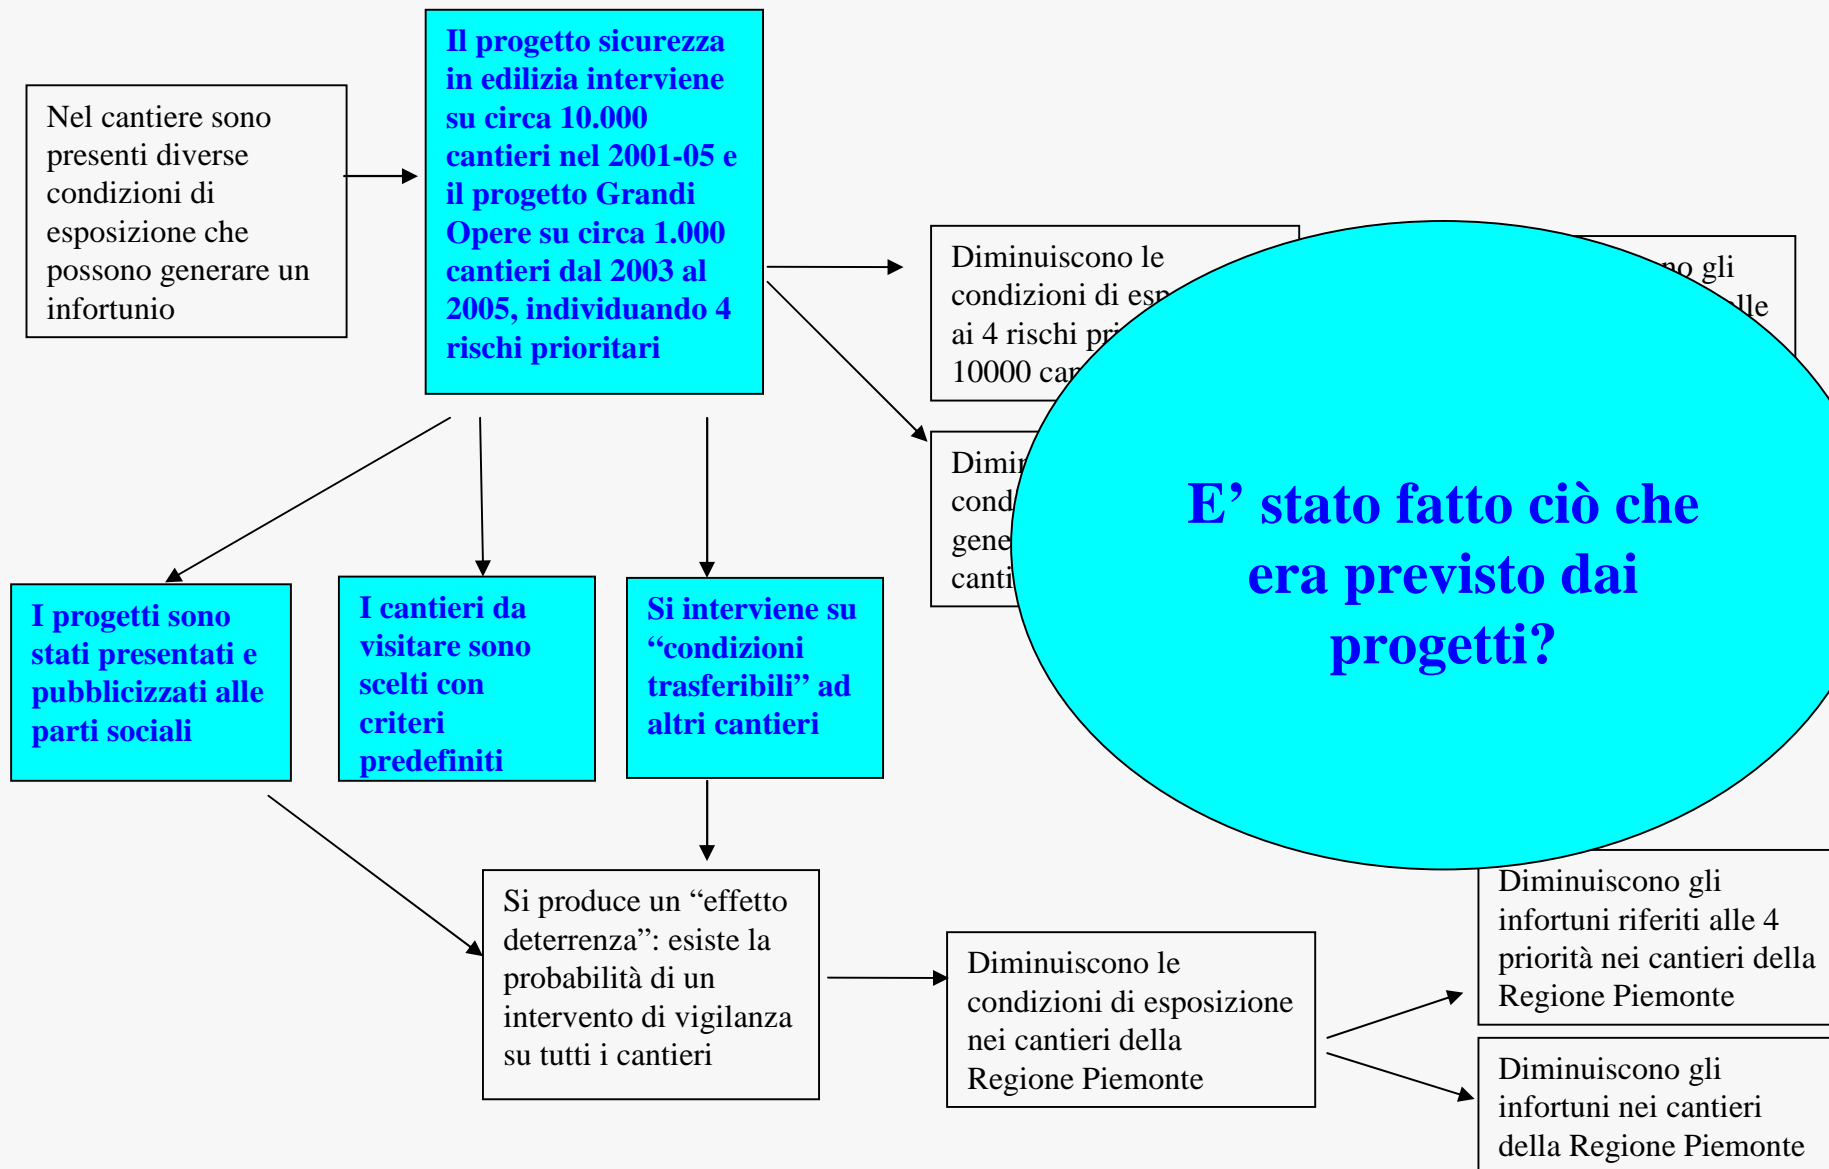 Nel cantiere sono
presenti diverse
condizioni di
esposizione che
possono generare un
infortunio
Il progetto sicurezza
in edilizia interviene
su circa 10.000
cantieri nel 2001-05 e
il progetto Grandi
Opere su circa 1.000
cantieri dal 2003 al
2005, individuando 4
rischi prioritari
Diminuiscono le
condizioni di
ai 4 rischi
10000
gli
E’ stato fatto ciò che
era previsto dai
progetti?
I progetti sono
stati presentati e
pubblicizzati alle
parti sociali
I cantieri da
visitare sono
scelti con
criteri
predefiniti
Si interviene su
“condizioni
trasferibili” ad
altri cantieri
Si produce un “effetto
deterrenza”: esiste la
probabilità di un
intervento di vigilanza
su tutti i cantieri
Diminuiscono le
condizioni di esposizione
nei cantieri della
Regione Piemonte
Diminuiscono gli
infortuni riferiti alle 4
priorità nei cantieri della
Regione Piemonte
Diminuiscono gli
infortuni nei cantieri
della Regione Piemonte